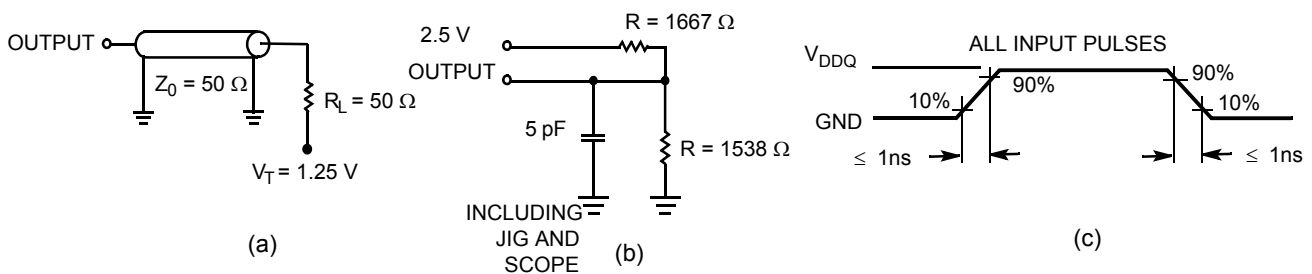 OUTPUT
Z0 = 50 Ω
RL = 50 Ω
VT = 1.25 V
(a)
R = 1667 Ω
2.5 V
OUTPUT
5 pF
R = 1538 Ω
INCLUDING
JIG AND
SCOPE
(b)
ALL INPUT PULSES
VDDQ
GND
10%
90%
90%
10%
≤ 1ns
≤ 1ns
(c)